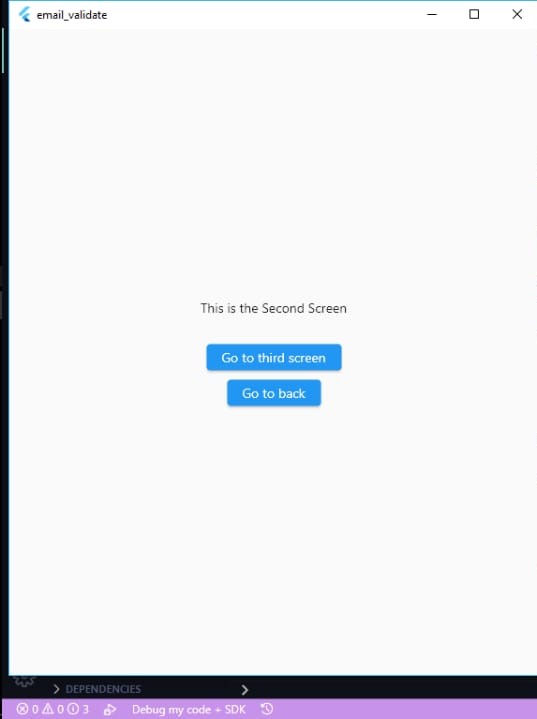 email_validate
This is the Second Screen
Go to third screen
Go to back
DEPENDENCIES
0 0 3 Debug my code + SDK